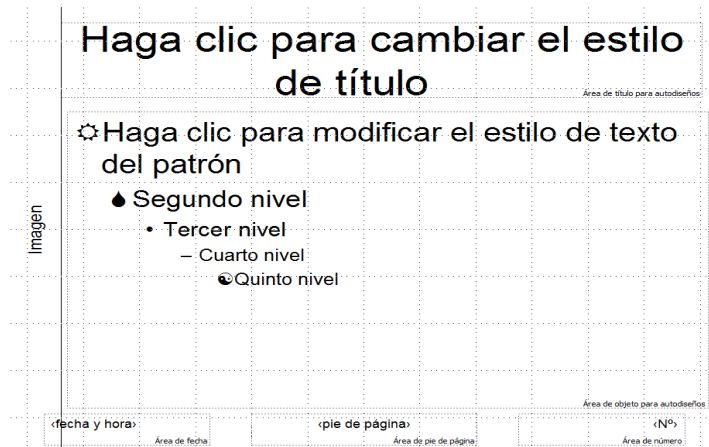 Haga clic para cambiar el estilo
de título
Área de título para autodiseños
Haga clic para modificar el estilo de texto
del patrón
Segundo nivel
• Tercer nivel
– Cuarto nivel
☯Quinto nivel
Imagen
Área de objeto para autodiseños
‹fecha y hora›
Área de fecha
‹pie de página›
Área de pie de página
‹Nº›
Área de número